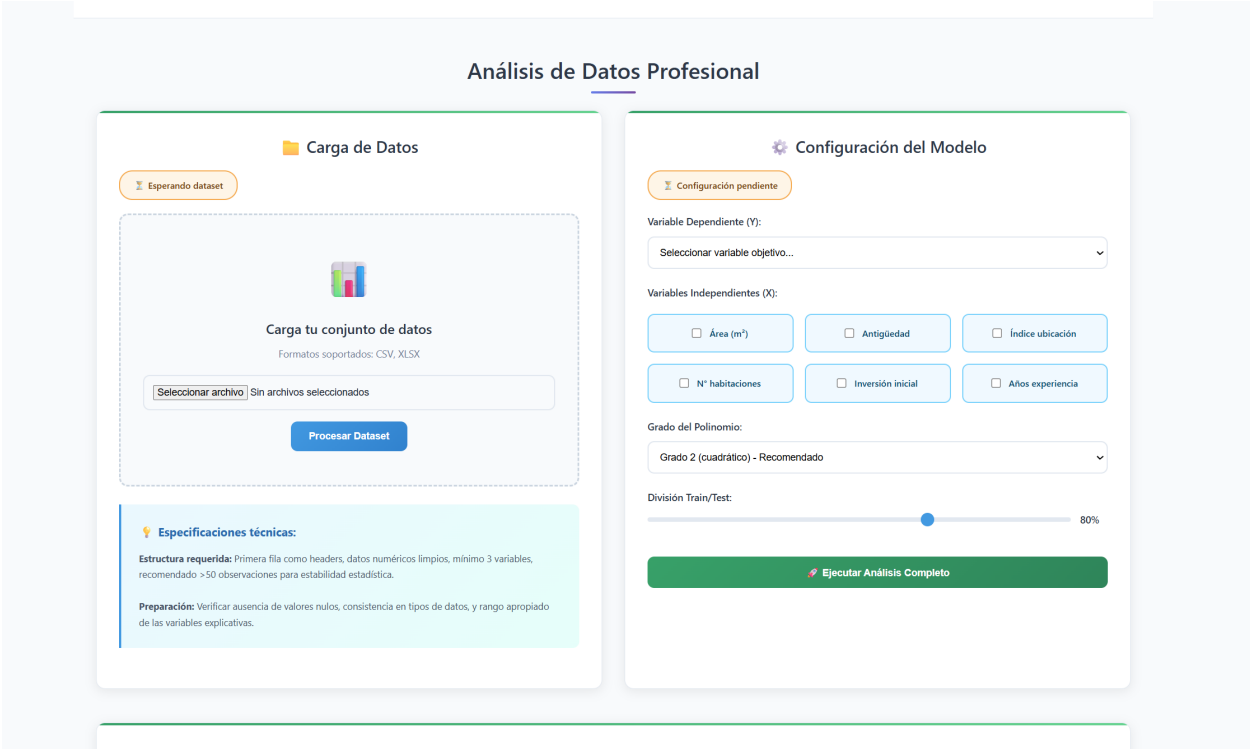 Análisis de Datos Profesional
Carga de Datos
Esperando dataset
Carga tu conjunto de datos
Formatos soportados: CSV, XLSX
Seleccionar archivo Sin archivos seleccionados
Procesar Dataset
Especificaciones técnicas:
Estructura requerida: Primera fila como headers, datos numéricos limpios, mínimo 3 variables,
recomendado >50 observaciones para estabilidad estadística.
Preparación: Verificar ausencia de valores nulos, consistencia en tipos de datos, y rango apropiado
de las variables explicativas.
Configuración del Modelo
Configuración pendiente
Variable Dependiente (Y):
Seleccionar variable objetivo...
Variables Independientes (X):
Área (m²) Antigüedad Índice ubicación
N° habitaciones Inversión inicial Años experiencia
Grado del Polinomio:
Grado 2 (cuadrático) - Recomendado
División Train/Test:
80%
Ejecutar Análisis Completo